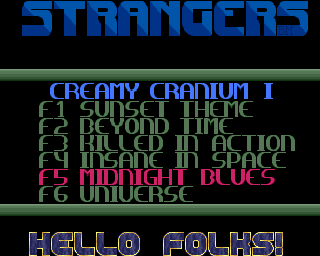 STRANGERS
CREAMY CRANIUM I
F1 SUNSET THEME
F2 BEYOND TIME
F3 KILLED IN ACTION
F4 INSANE IN SPACE
F5 MIDNIGHT BLUES
F6 UNIVERSE
HELLO FOLKS!